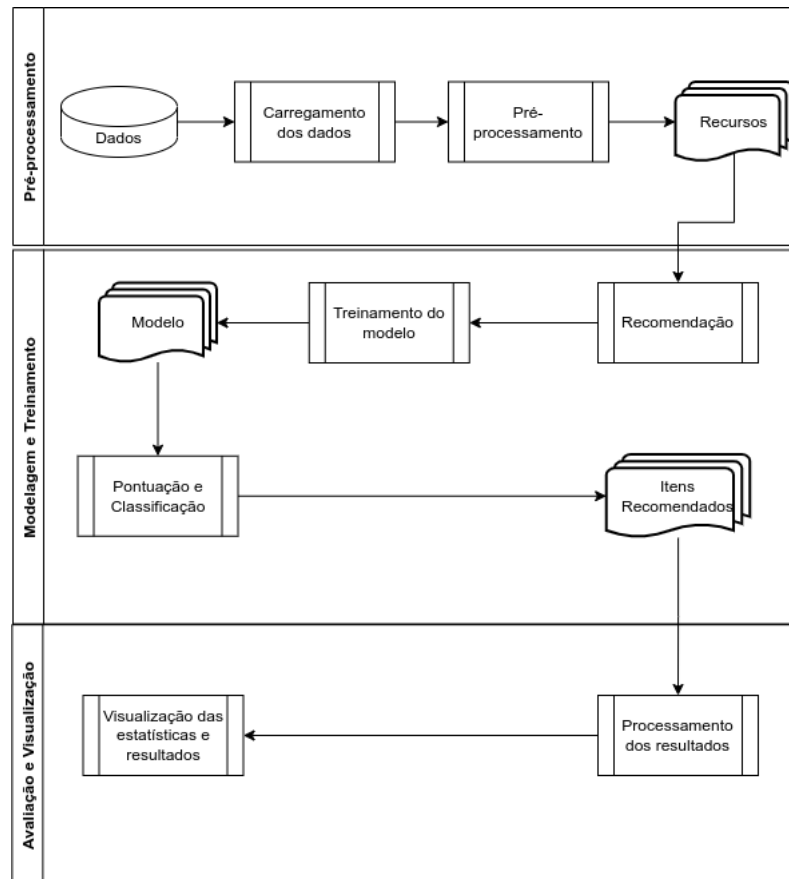 Pré-processamento
Dados
Carregamento
dos dados
Pré-
processamento
Recursos
Modelagem e Treinamento
Modelo
Treinamento do
modelo
Recomendação
Pontuação e
Classificação
Itens
Recomendados
Avaliação e Visualização
Visualização das
estatísticas e
resultados
Processamento
dos resultados